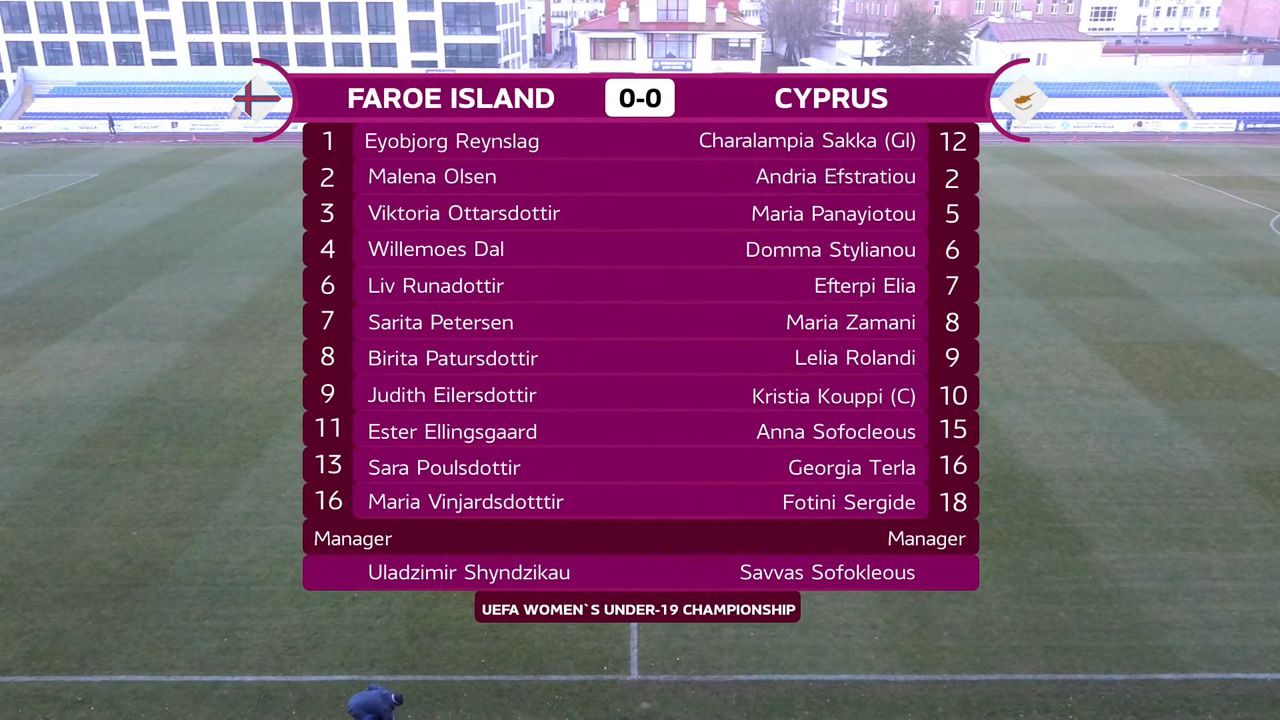 FAROE ISLAND 0-0 CYPRUS
1 Eyobjorg Reynslag Charalampia Sakka (Gl) 12
2 Malena Olsen Andria Efstratiou 2
3 Viktoria Ottarsdottir Maria Panayiotou 5
4 Willemoes Dal Domma Stylianou 6
6 Liv Runadottir Efterpi Elia 7
7 Sarita Petersen Maria Zamani 8
8 Birita Patursdottir Lelia Rolandi 9
9 Judith Eilersdottir Kristia Kouppi (C) 10
11 Ester Ellingsgaard Anna Sofocleous 15
13 Sara Poulsdottir Georgia Terla 16
16 Maria Vinjardsdotttir Fotini Sergide 18
Manager Manager
Uladzimir Shyndzikau Savvas Sofokleous
UEFA WOMEN`S UNDER-19 CHAMPIONSHIP